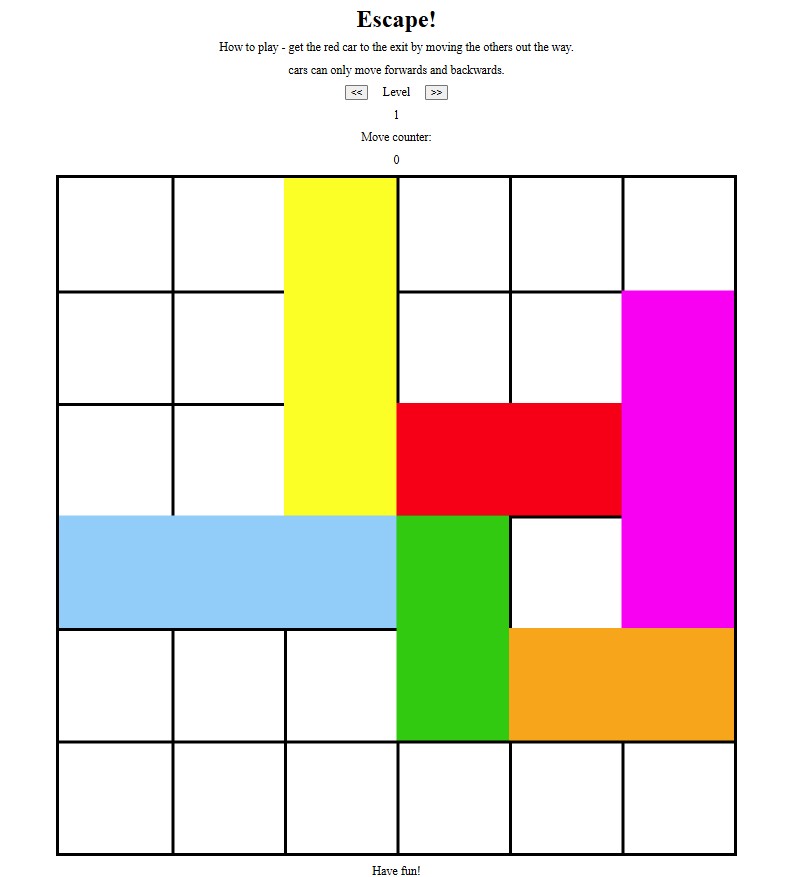 Escape!
How to play - get the red car to the exit by moving the others out the way.
cars can only move forwards and backwards.
<< Level >>
1
Move counter:
0
Have fun!